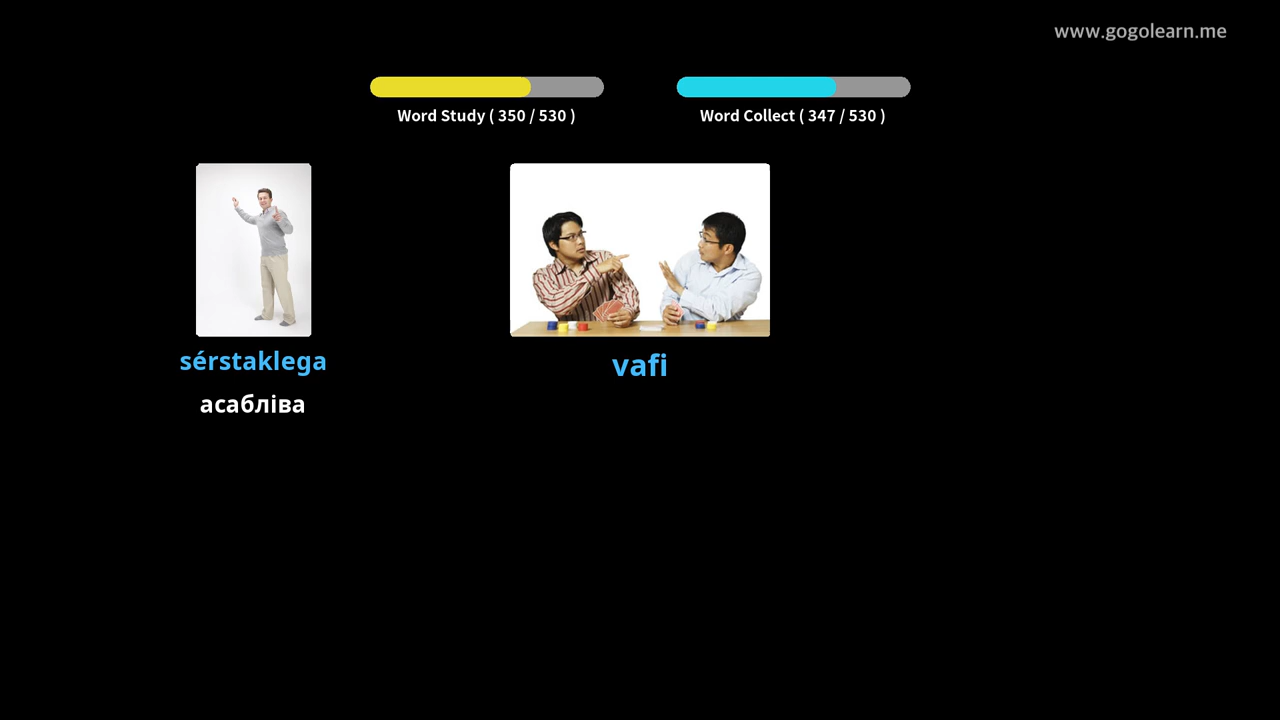 www.gogolearn.me
Word Study ( 350 / 530 )
Word Collect ( 347 / 530 )
sérstaklega
асабліва
vafi